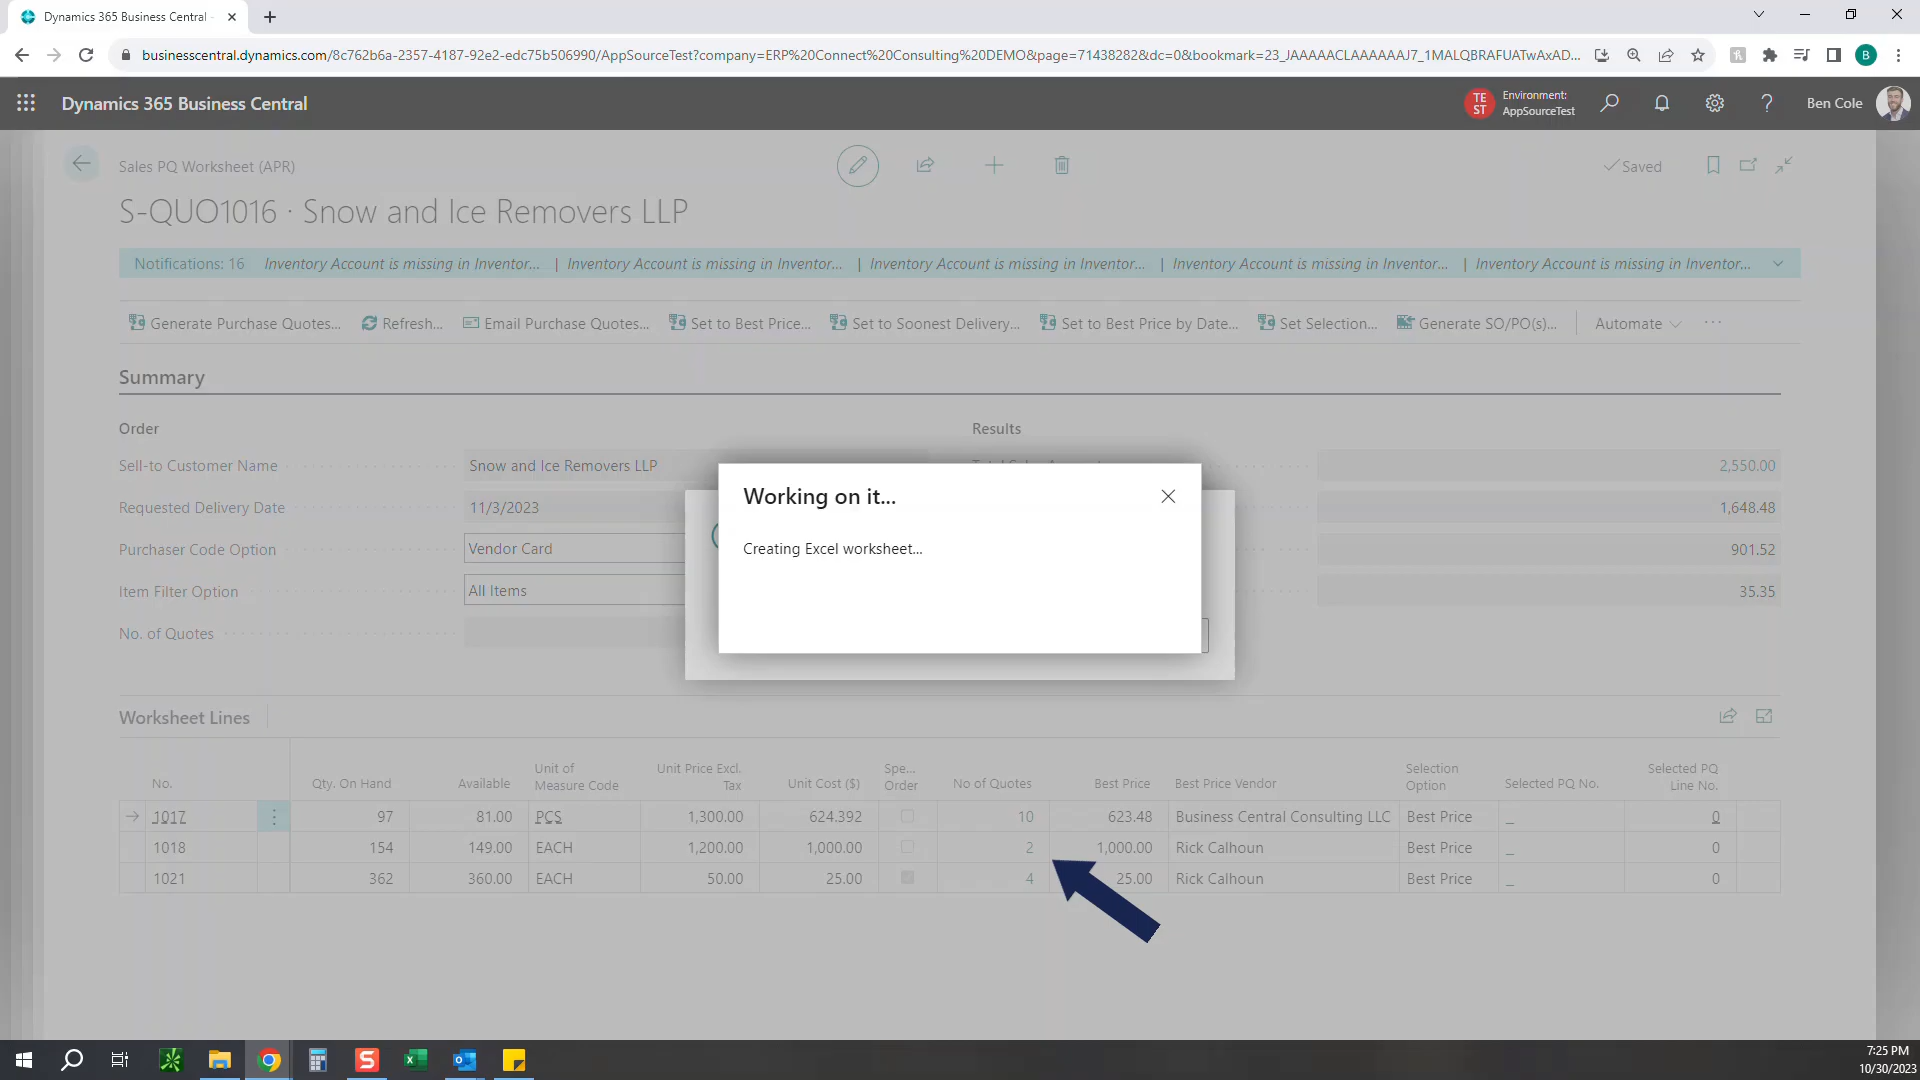 Dynamics 365 Business Central
businesscentral.dynamics.com/8c762b6a-2357-4187-92e2-edc75b506990/AppSourceTest?company=ERP%20Connect%20Consulting%20DEMO&page=71438282&dc=0&bookmark=23_JAAAAACLAAAAAAJ7_1MALQBRAFUATwAxAD...
B
Dynamics 365 Business Central
TE
ST
Environment:
AppSourceTest
Ben Cole
Sales PQ Worksheet (APR)
Saved
S-QUO1016 · Snow and Ice Removers LLP
Notifications: 16
Inventory Account is missing in Inventor... | Inventory Account is missing in Inventor... | Inventory Account is missing in Inventor... | Inventory Account is missing in Inventor... | Inventory Account is missing in Inventor...
Generate Purchase Quotes... Refresh... Email Purchase Quotes... Set to Best Price... Set to Soonest Delivery... Set to Best Price by Date... Set Selection... Generate SO/PO(s)... Automate ...
Summary
Order
Results
Sell-to Customer Name Snow and Ice Removers LLP
2,550.00
Requested Delivery Date 11/3/2023
1,648.48
Purchaser Code Option Vendor Card
901.52
Item Filter Option All Items
35.35
No. of Quotes
Working on it...
Creating Excel worksheet...
Worksheet Lines
No. Qty. On Hand Available Unit of Measure Code Unit Price Excl. Tax Unit Cost ($) Spe... Order No of Quotes Best Price Best Price Vendor Selection Option Selected PQ No. Selected PQ Line No.
1017 97 81.00 PCS 1,300.00 624.392 10 623.48 Business Central Consulting LLC Best Price _ 0
1018 154 149.00 EACH 1,200.00 1,000.00 2 1,000.00 Rick Calhoun Best Price _ 0
1021 362 360.00 EACH 50.00 25.00 4 25.00 Rick Calhoun Best Price _ 0
7:25 PM
10/30/2023